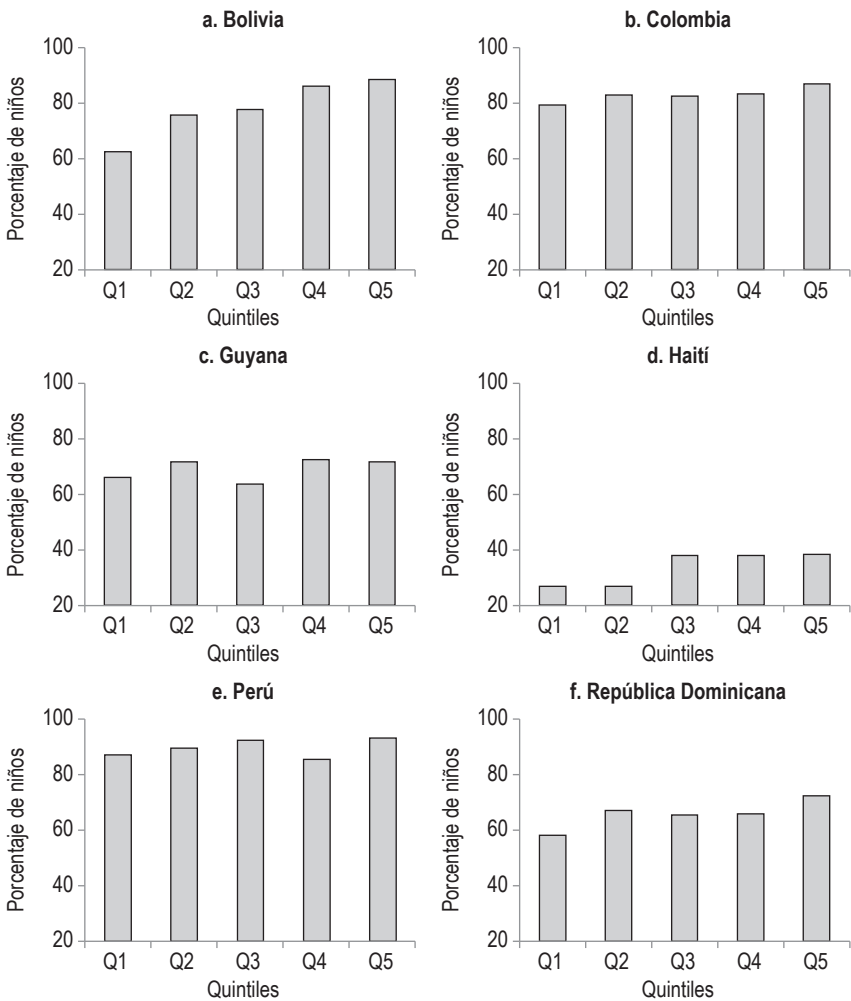 a. Bolivia
Porcentaje de niños
100
80
60
40
20
Q1 Q2 Q3 Q4 Q5
Quintiles
b. Colombia
Porcentaje de niños
100
80
60
40
20
Q1 Q2 Q3 Q4 Q5
Quintiles
c. Guyana
Porcentaje de niños
100
80
60
40
20
Q1 Q2 Q3 Q4 Q5
Quintiles
d. Haití
Porcentaje de niños
100
80
60
40
20
Q1 Q2 Q3 Q4 Q5
Quintiles
e. Perú
Porcentaje de niños
100
80
60
40
20
Q1 Q2 Q3 Q4 Q5
Quintiles
f. República Dominicana
Porcentaje de niños
100
80
60
40
20
Q1 Q2 Q3 Q4 Q5
Quintiles